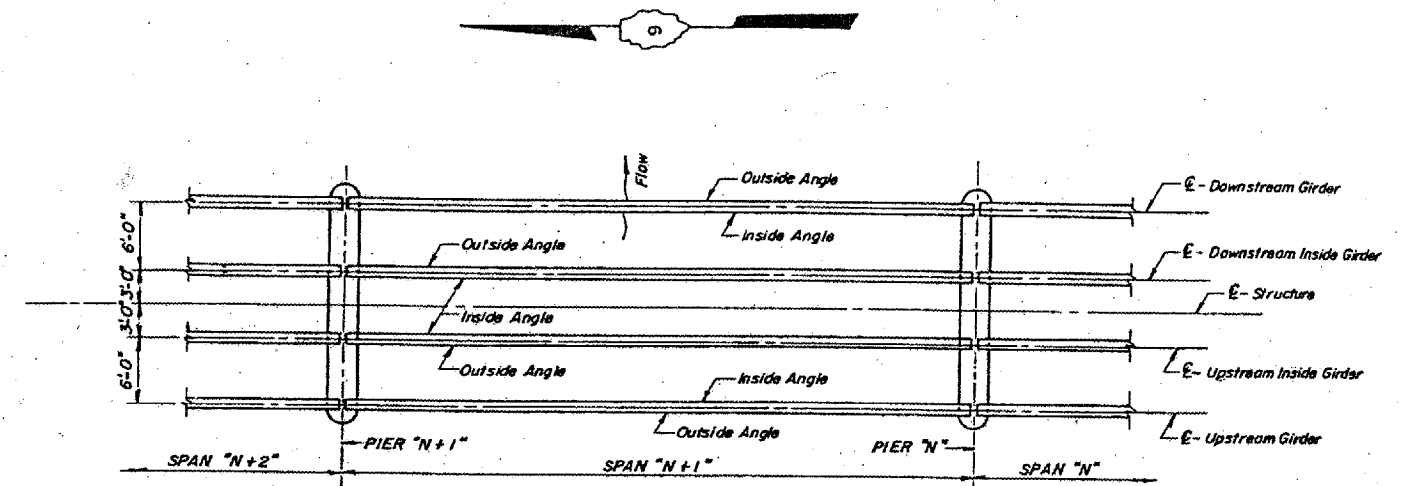 6
Flow
Outside Angle
Inside Angle
℄ - Downstream Girder
6'-0"
Outside Angle
℄ - Downstream Inside Girder
3'-0"
℄ - Structure
3'-0"
Inside Angle
Outside Angle
℄ - Upstream Inside Girder
6'-0"
Inside Angle
Outside Angle
℄ - Upstream Girder
PIER "N+1"
PIER "N"
SPAN "N+2"
SPAN "N+1"
SPAN "N"